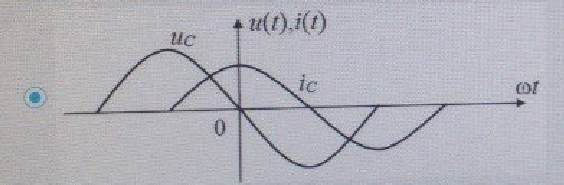 u(t),i(t)
uC
iC
ωt
0